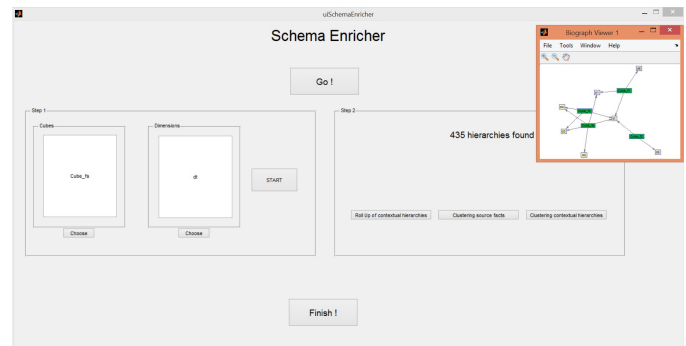 uiSchemaEnricher
Schema Enricher
Go !
Step 1
Cubes
Cube_fs
Choose
Dimensions
dt
Choose
START
Step 2
435 hierarchies found
Roll Up of contextual hierarchies
Clustering source facts
Clustering contextual hierarchies
Finish !
Biograph Viewer 1
File Tools Window Help